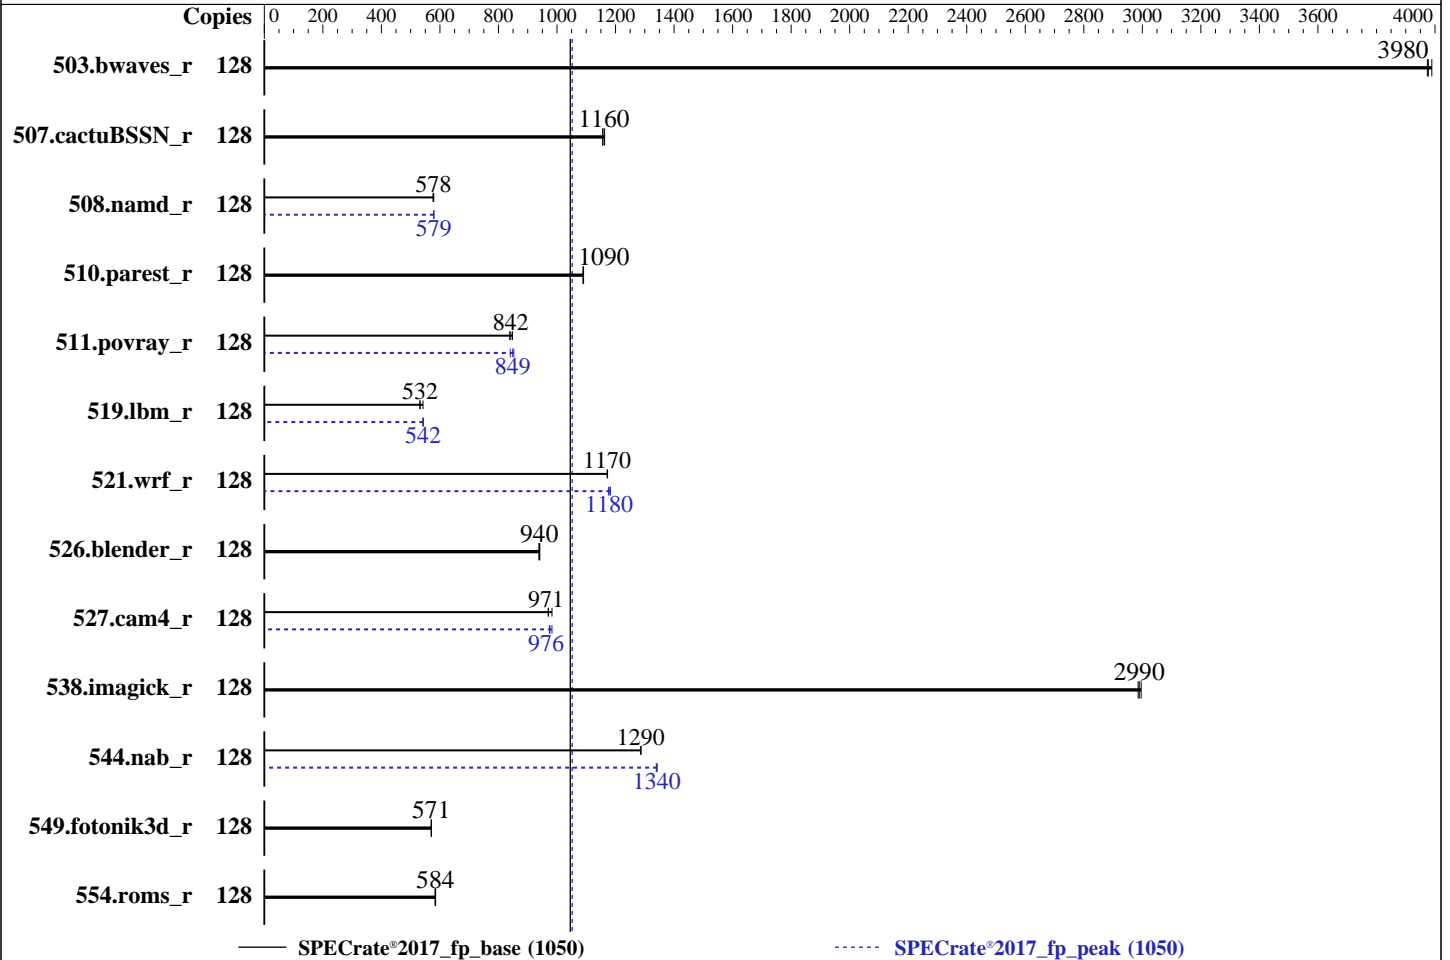 Copies 0 200 400 600 800 1000 1200 1400 1600 1800 2000 2200 2400 2600 2800 3000 3200 3400 3600 4000
3980
503.bwaves_r 128
1160
507.cactuBSSN_r 128
578
508.namd_r 128
579
1090
510.parest_r 128
842
511.povray_r 128
849
532
519.lbm_r 128
542
1170
521.wrf_r 128
1180
940
526.blender_r 128
971
527.cam4_r 128
976
2990
538.imagick_r 128
1290
544.nab_r 128
1340
571
549.fotonik3d_r 128
584
554.roms_r 128
SPECrate®2017_fp_base (1050) SPECrate®2017_fp_peak (1050)